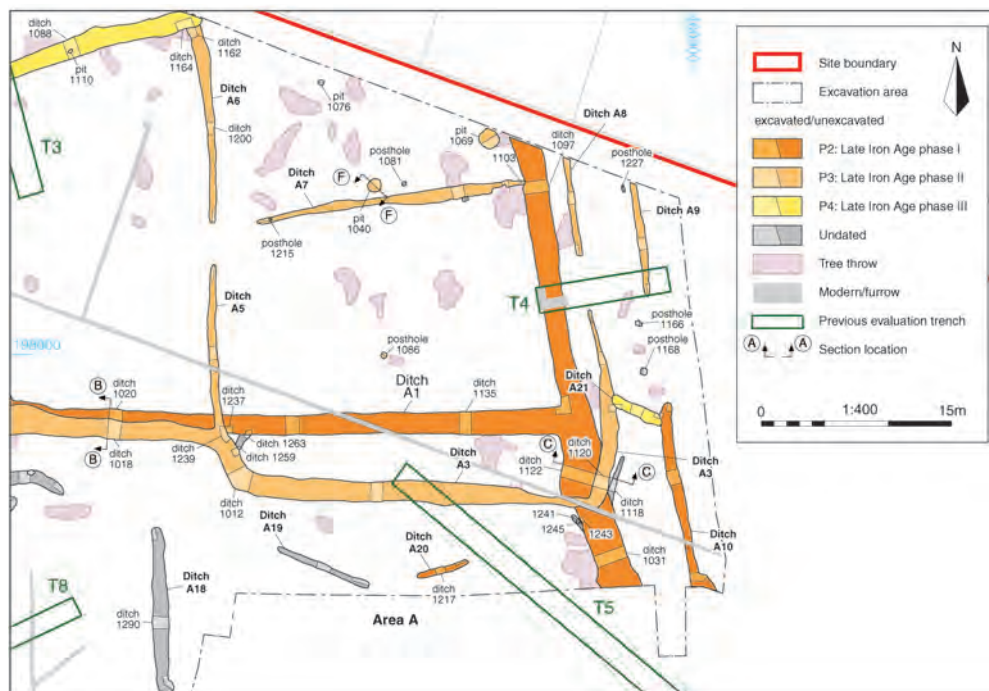 ditch
1088
pit
1110
ditch
1164
ditch
1162
Ditch
A6
ditch
1200
T3
pit
1076
posthole
1081
Ditch
A7
F
F
pit
1040
posthole
1215
pit
1069
1103
ditch
1097
Ditch A8
posthole
1227
Ditch A9
T4
posthole
1166
posthole
1168
Ditch
A5
198000
posthole
1086
Ditch
A1
ditch
1135
Ditch
A21
B
ditch
1020
ditch
1237
B
ditch
1018
1239
ditch 1263
ditch 1259
ditch
1012
Ditch
A3
ditch
1120
1122
C
C
Ditch
A3
ditch
1118
1241
1245
1243
ditch
1031
Ditch
A10
Ditch
A19
Ditch
A20
ditch
1217
Ditch
A18
ditch
1290
T8
T5
Area A
N
Site boundary
Excavation area
excavated/unexcavated
P2: Late Iron Age phase i
P3: Late Iron Age phase ii
P4: Late Iron Age phase iii
Undated
Tree throw
Modern/furrow
Previous evaluation trench
A A
Section location
0 1:400 15m